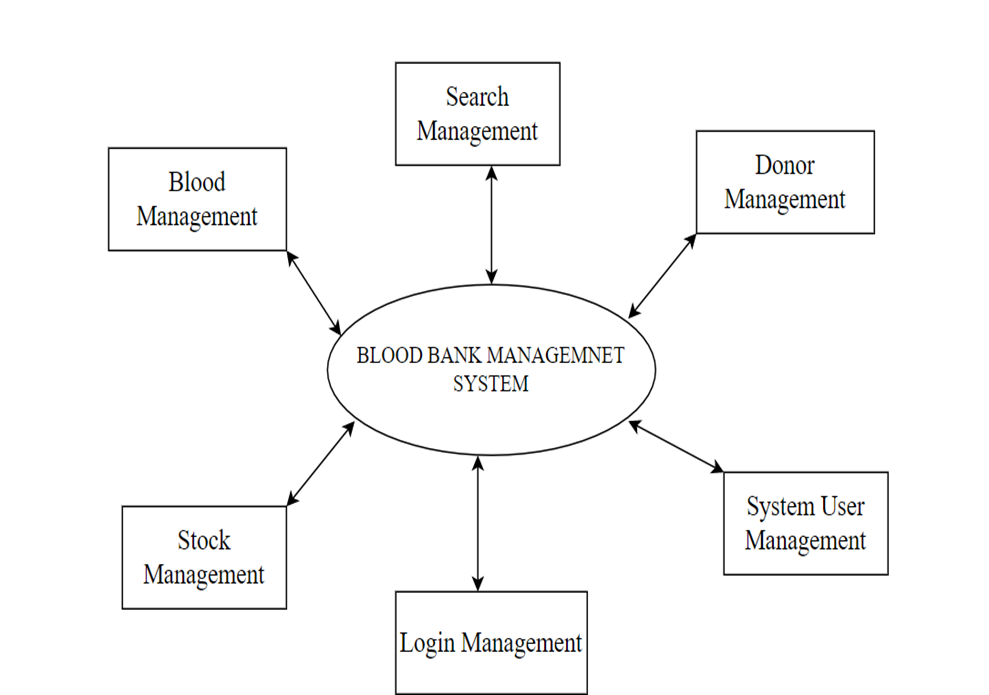 Search
Management
Blood
Management
Donor
Management
BLOOD BANK MANAGEMNET
SYSTEM
Stock
Management
System User
Management
Login Management